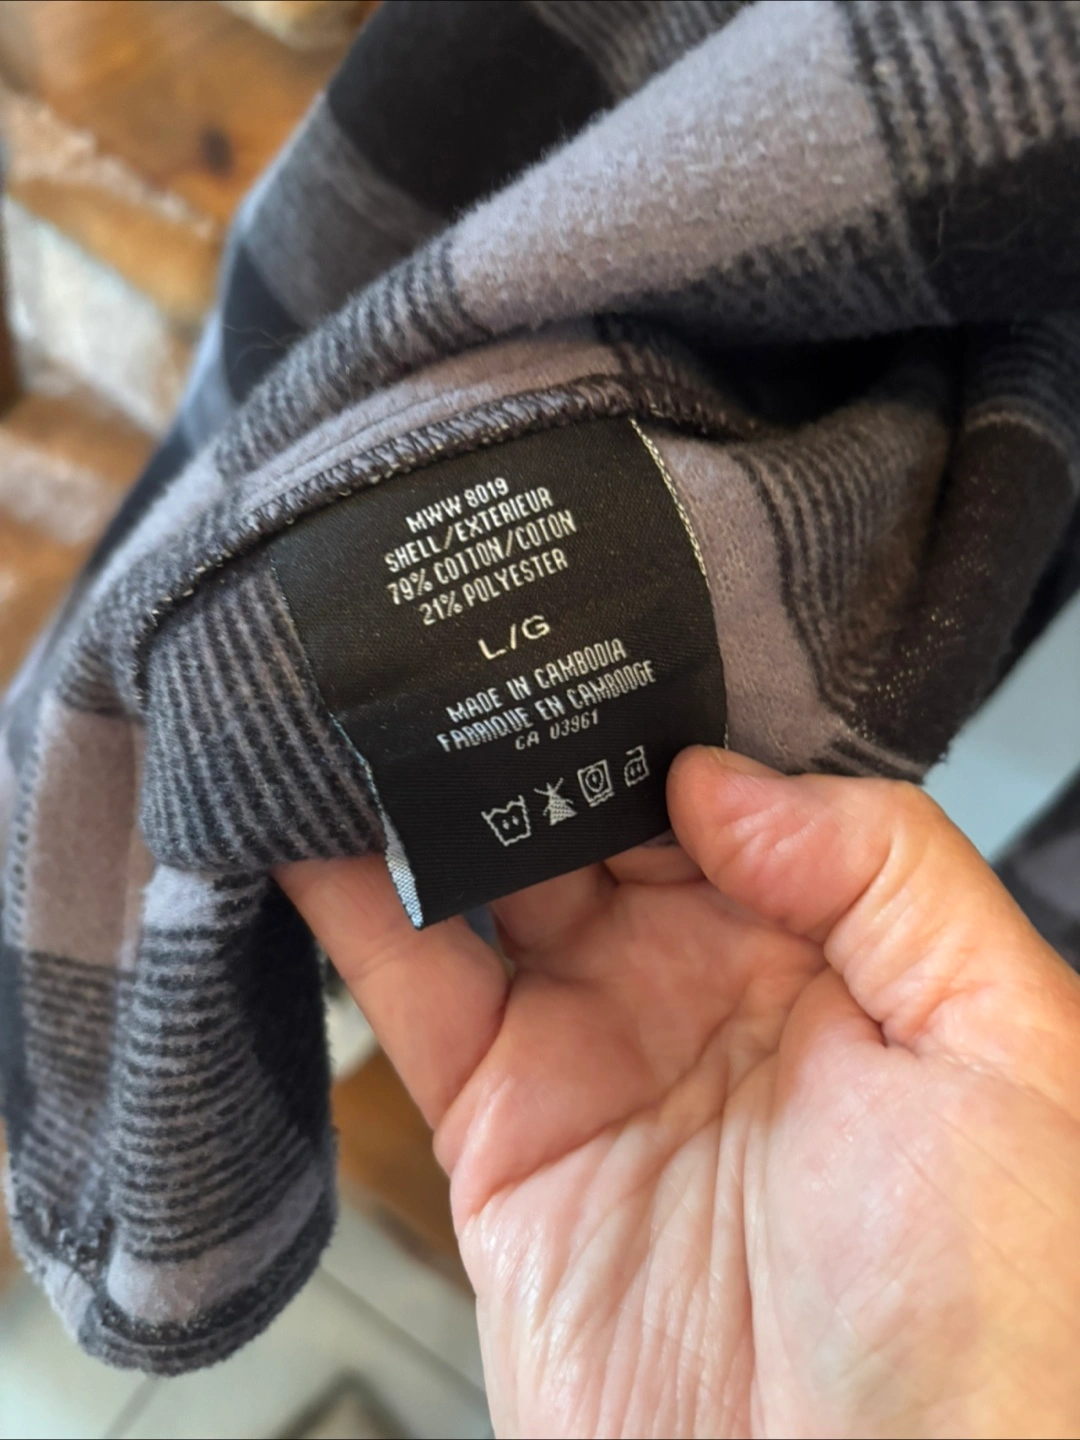 MWW 8019
SHELL/EXTERIEUR
79% COTTON/COTON
21% POLYESTER
L/G
MADE IN CAMBODIA
FABRIQUE EN CAMBODGE
CA 03961